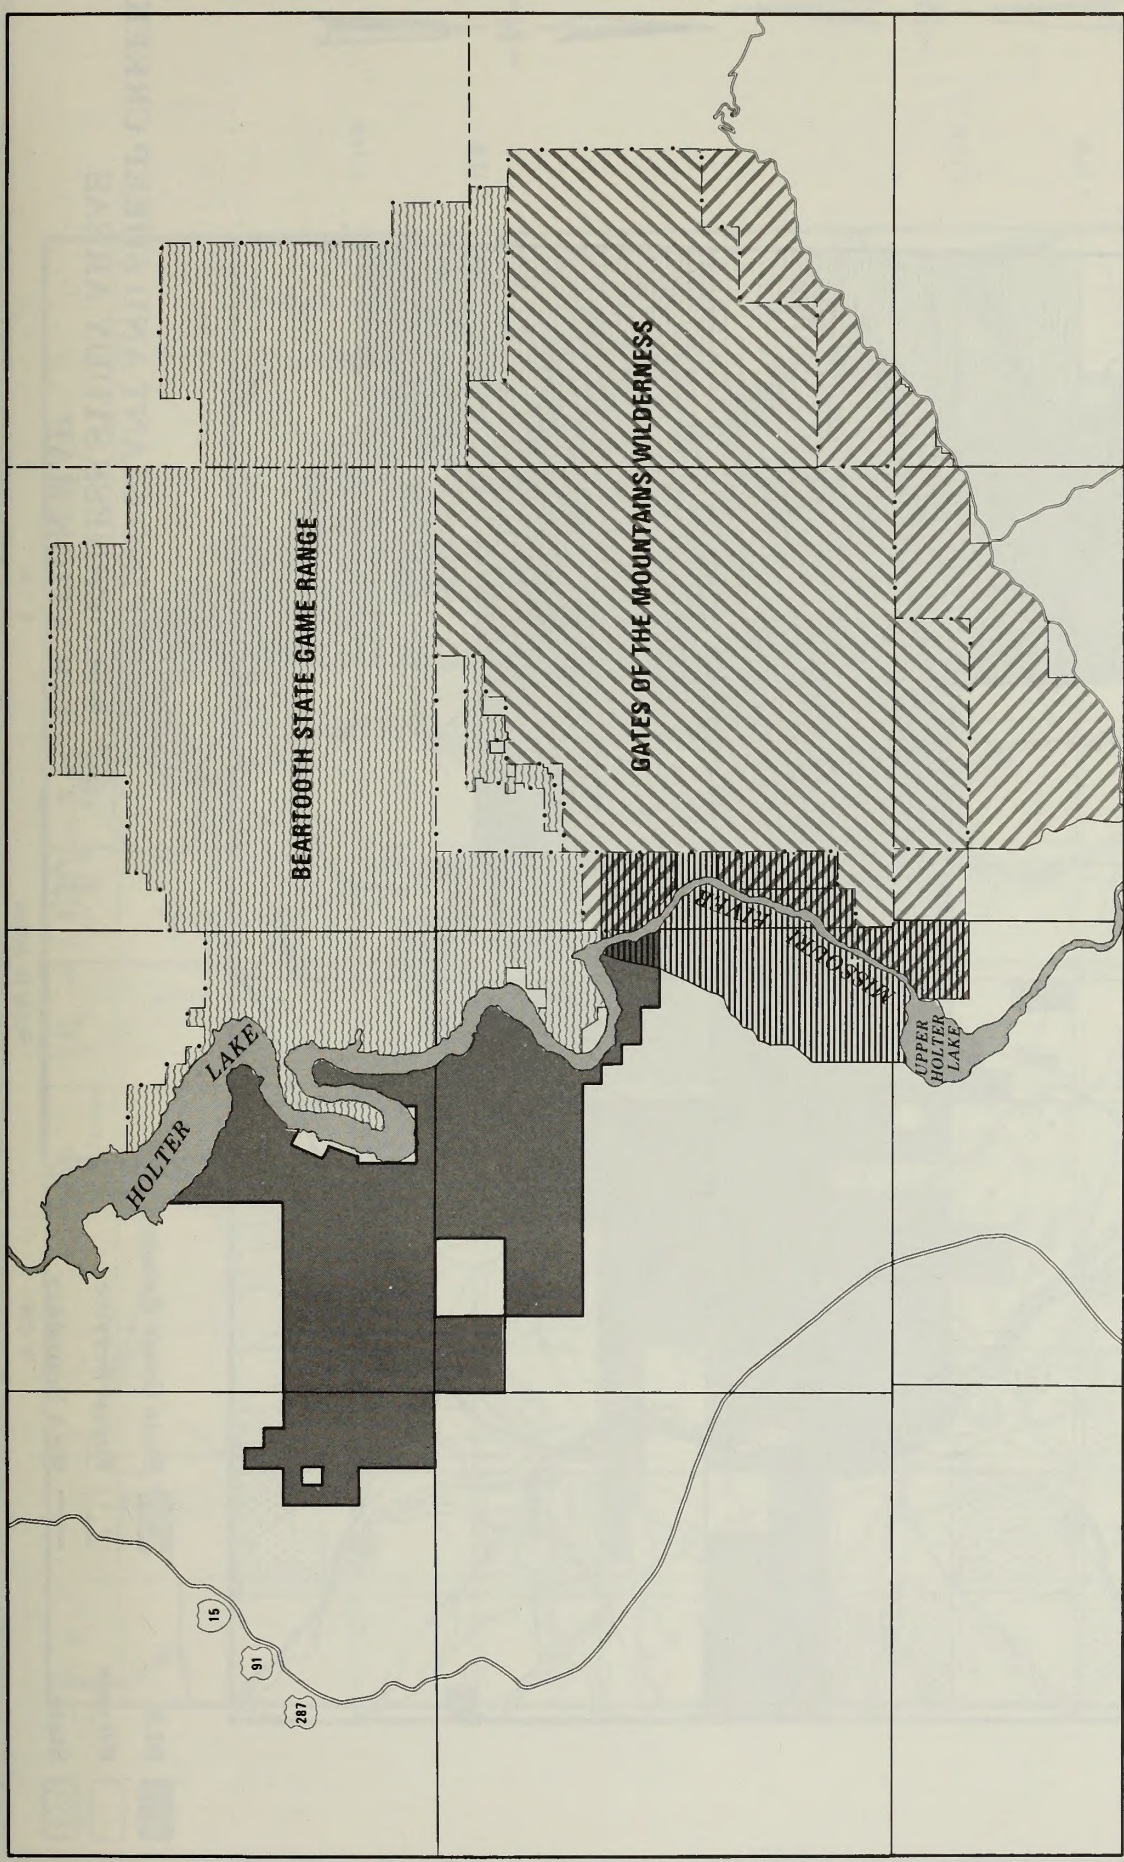 15
91
287
HOLTER
LAKE
BEARTOOTH STATE GAME RANGE
GATES OF THE MOUNTAINS WILDERNESS
MISSOURI
RIVER
UPPER
HOLTER
LAKE